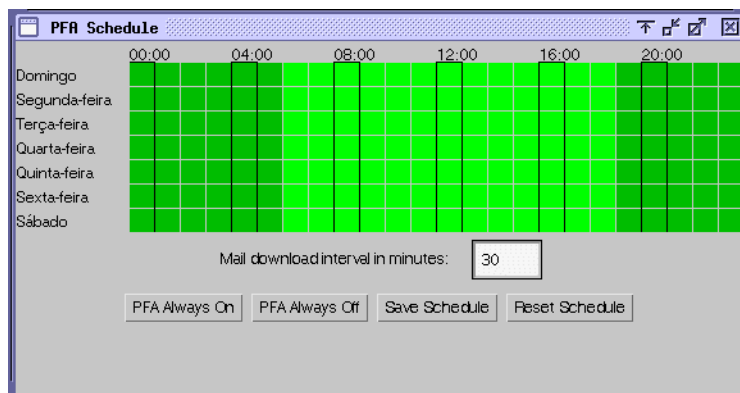 PFA Schedule
00:00 04:00 08:00 12:00 16:00 20:00
Domingo
Segunda-feira
Terça-feira
Quarta-feira
Quinta-feira
Sexta-feira
Sábado
Mail download interval in minutes: 30
PFA Always On PFA Always Off Save Schedule Reset Schedule